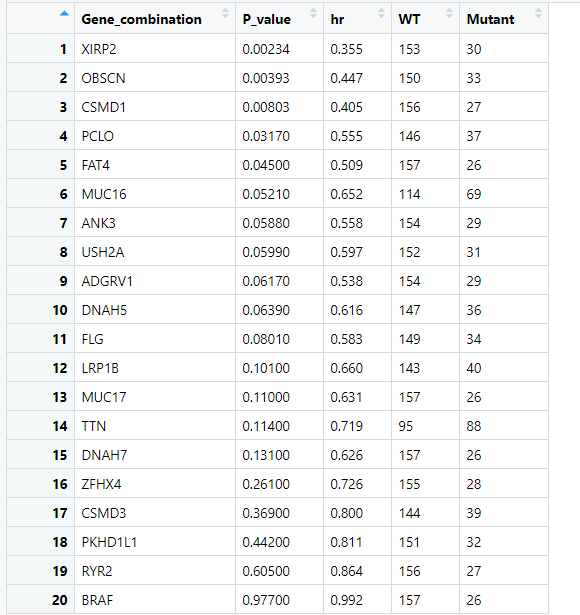 Gene_combination P_value hr WT Mutant
1 XIRP2 0.00234 0.355 153 30
2 OBSCN 0.00393 0.447 150 33
3 CSMD1 0.00803 0.405 156 27
4 PCLO 0.03170 0.555 146 37
5 FAT4 0.04500 0.509 157 26
6 MUC16 0.05210 0.652 114 69
7 ANK3 0.05880 0.558 154 29
8 USH2A 0.05990 0.597 152 31
9 ADGRV1 0.06170 0.538 154 29
10 DNAH5 0.06390 0.616 147 36
11 FLG 0.08010 0.583 149 34
12 LRP1B 0.10100 0.660 143 40
13 MUC17 0.11000 0.631 157 26
14 TTN 0.11400 0.719 95 88
15 DNAH7 0.13100 0.626 157 26
16 ZFHX4 0.26100 0.726 155 28
17 CSMD3 0.36900 0.800 144 39
18 PKHD1L1 0.44200 0.811 151 32
19 RYR2 0.60500 0.864 156 27
20 BRAF 0.97700 0.992 157 26